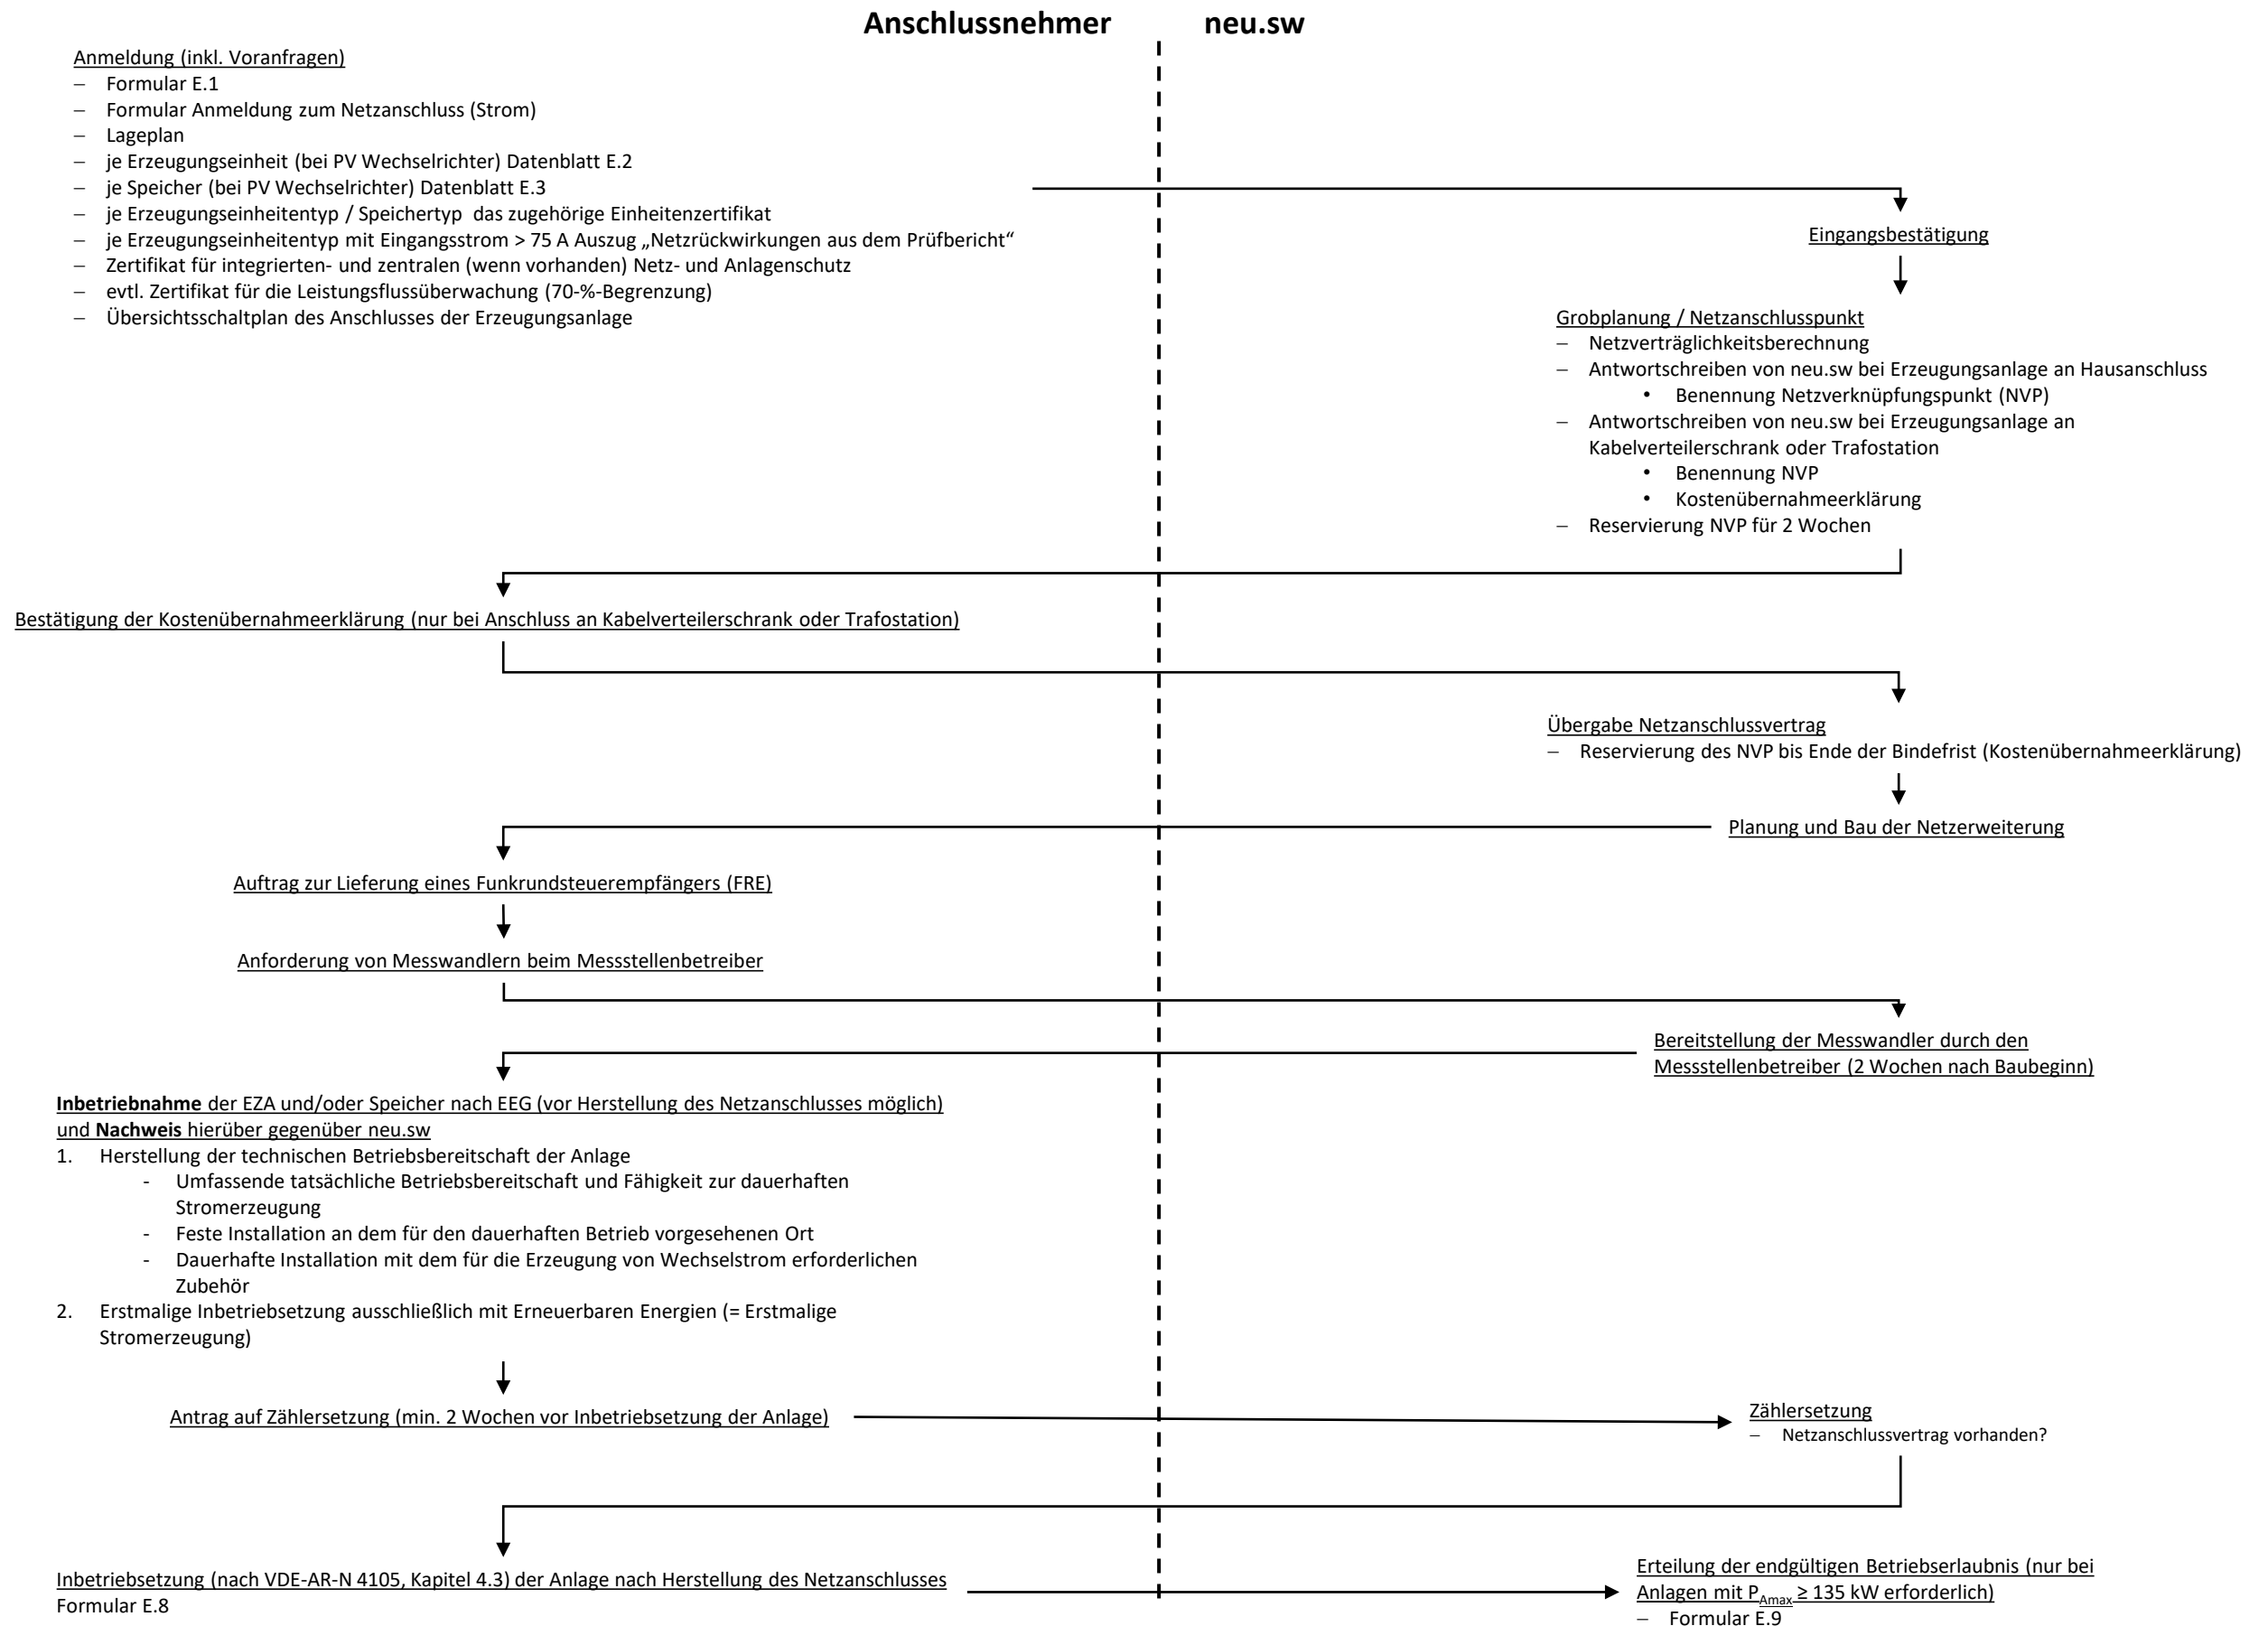 Anschlussnehmer neu.sw
Anmeldung (inkl. Voranfragen)
– Formular E.1
– Formular Anmeldung zum Netzanschluss (Strom)
– Lageplan
– je Erzeugungseinheit (bei PV Wechselrichter) Datenblatt E.2
– je Speicher (bei PV Wechselrichter) Datenblatt E.3
– je Erzeugungseinheitentyp / Speichertyp das zugehörige Einheitenzertifikat
– je Erzeugungseinheitentyp mit Eingangsstrom > 75 A Auszug „Netzrückwirkungen aus dem Prüfbericht“
– Zertifikat für integrierten- und zentralen (wenn vorhanden) Netz- und Anlagenschutz
– evtl. Zertifikat für die Leistungsflussüberwachung (70-%-Begrenzung)
– Übersichtsschaltplan des Anschlusses der Erzeugungsanlage
Eingangsbestätigung
Grobplanung / Netzanschlusspunkt
– Netzverträglichkeitsberechnung
– Antwortschreiben von neu.sw bei Erzeugungsanlage an Hausanschluss
• Benennung Netzverknüpfungspunkt (NVP)
– Antwortschreiben von neu.sw bei Erzeugungsanlage an
Kabelverteilerschrank oder Trafostation
• Benennung NVP
• Kostenübernahmeerklärung
– Reservierung NVP für 2 Wochen
Bestätigung der Kostenübernahmeerklärung (nur bei Anschluss an Kabelverteilerschrank oder Trafostation)
Übergabe Netzanschlussvertrag
– Reservierung des NVP bis Ende der Bindefrist (Kostenübernahmeerklärung)
Planung und Bau der Netzerweiterung
Auftrag zur Lieferung eines Funkrundsteuerempfängers (FRE)
Anforderung von Messwandlern beim Messstellenbetreiber
Bereitstellung der Messwandler durch den
Messstellenbetreiber (2 Wochen nach Baubeginn)
Inbetriebnahme der EZA und/oder Speicher nach EEG (vor Herstellung des Netzanschlusses möglich)
und Nachweis hierüber gegenüber neu.sw
1. Herstellung der technischen Betriebsbereitschaft der Anlage
- Umfassende tatsächliche Betriebsbereitschaft und Fähigkeit zur dauerhaften
Stromerzeugung
- Feste Installation an dem für den dauerhaften Betrieb vorgesehenen Ort
- Dauerhafte Installation mit dem für die Erzeugung von Wechselstrom erforderlichen
Zubehör
2. Erstmalige Inbetriebsetzung ausschließlich mit Erneuerbaren Energien (= Erstmalige
Stromerzeugung)
Antrag auf Zählersetzung (min. 2 Wochen vor Inbetriebsetzung der Anlage)
Zählersetzung
– Netzanschlussvertrag vorhanden?
Inbetriebsetzung (nach VDE-AR-N 4105, Kapitel 4.3) der Anlage nach Herstellung des Netzanschlusses
Formular E.8
Erteilung der endgültigen Betriebserlaubnis (nur bei
Anlagen mit PAmax ≥ 135 kW erforderlich)
– Formular E.9